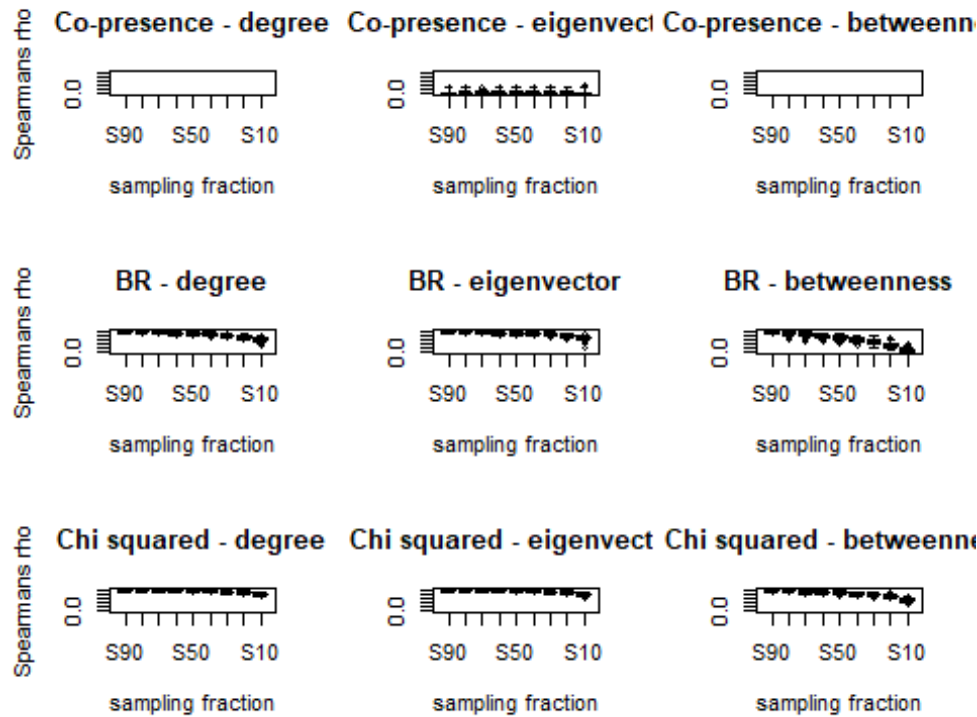 Co-presence - degree Co-presence - eigenvect Co-presence - betweenn
Spearmans rho
0.0 0.0 0.0
S90 S50 S10 S90 S50 S10 S90 S50 S10
sampling fraction sampling fraction sampling fraction
BR - degree BR - eigenvector BR - betweenness
Spearmans rho
0.0 0.0 0.0
S90 S50 S10 S90 S50 S10 S90 S50 S10
sampling fraction sampling fraction sampling fraction
Chi squared - degree Chi squared - eigenvect Chi squared - betweenne
Spearmans rho
0.0 0.0 0.0
S90 S50 S10 S90 S50 S10 S90 S50 S10
sampling fraction sampling fraction sampling fraction